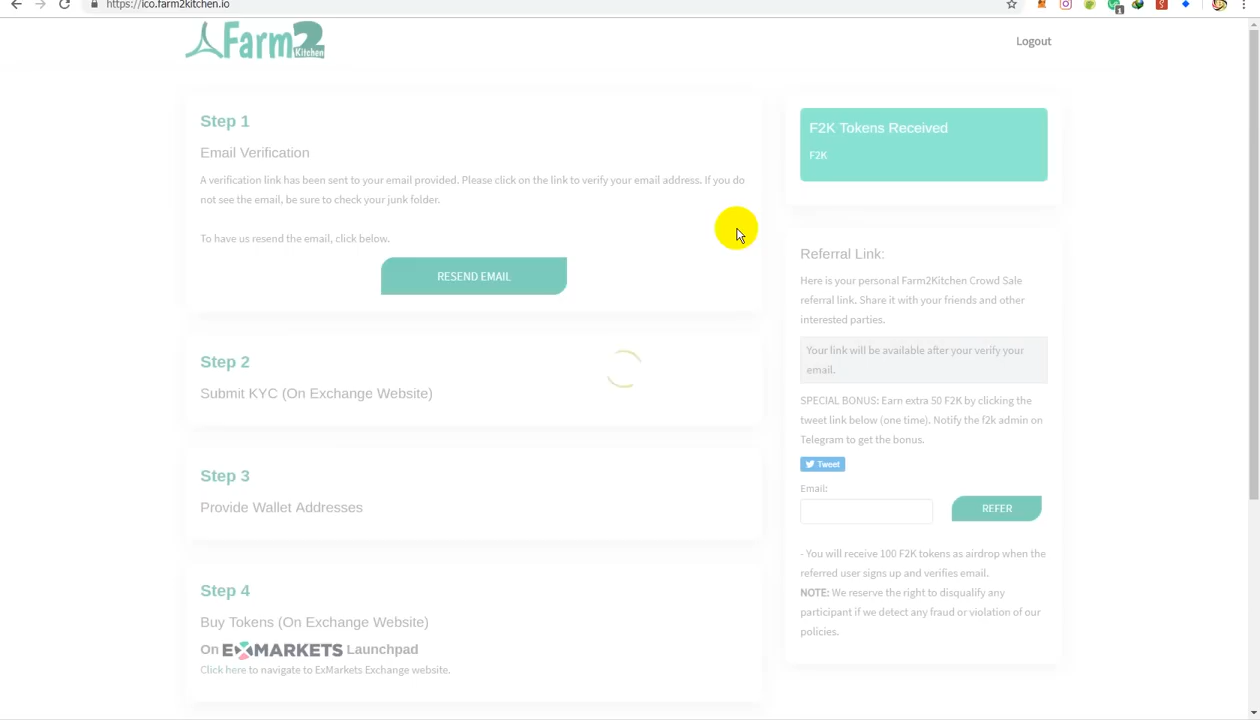 https://ico.farm2kitchen.io
Farm2
Kitchen
Logout
Step 1
Email Verification
A verification link has been sent to your email provided. Please click on the link to verify your email address. If you do
not see the email, be sure to check your junk folder.
To have us resend the email, click below.
RESEND EMAIL
Step 2
Submit KYC (On Exchange Website)
Step 3
Provide Wallet Addresses
Step 4
Buy Tokens (On Exchange Website)
On EXMARKETS Launchpad
Click here to navigate to ExMarkets Exchange website.
F2K Tokens Received
F2K
Referral Link:
Here is your personal Farm2Kitchen Crowd Sale
referral link. Share it with your friends and other
interested parties.
Your link will be available after your verify your
email.
SPECIAL BONUS: Earn extra 50 F2K by clicking the
tweet link below (one time). Notify the f2k admin on
Telegram to get the bonus.
Tweet
Email:
REFER
- You will receive 100 F2K tokens as airdrop when the
referred user signs up and verifies email.
NOTE: We reserve the right to disqualify any
participant if we detect any fraud or violation of our
policies.